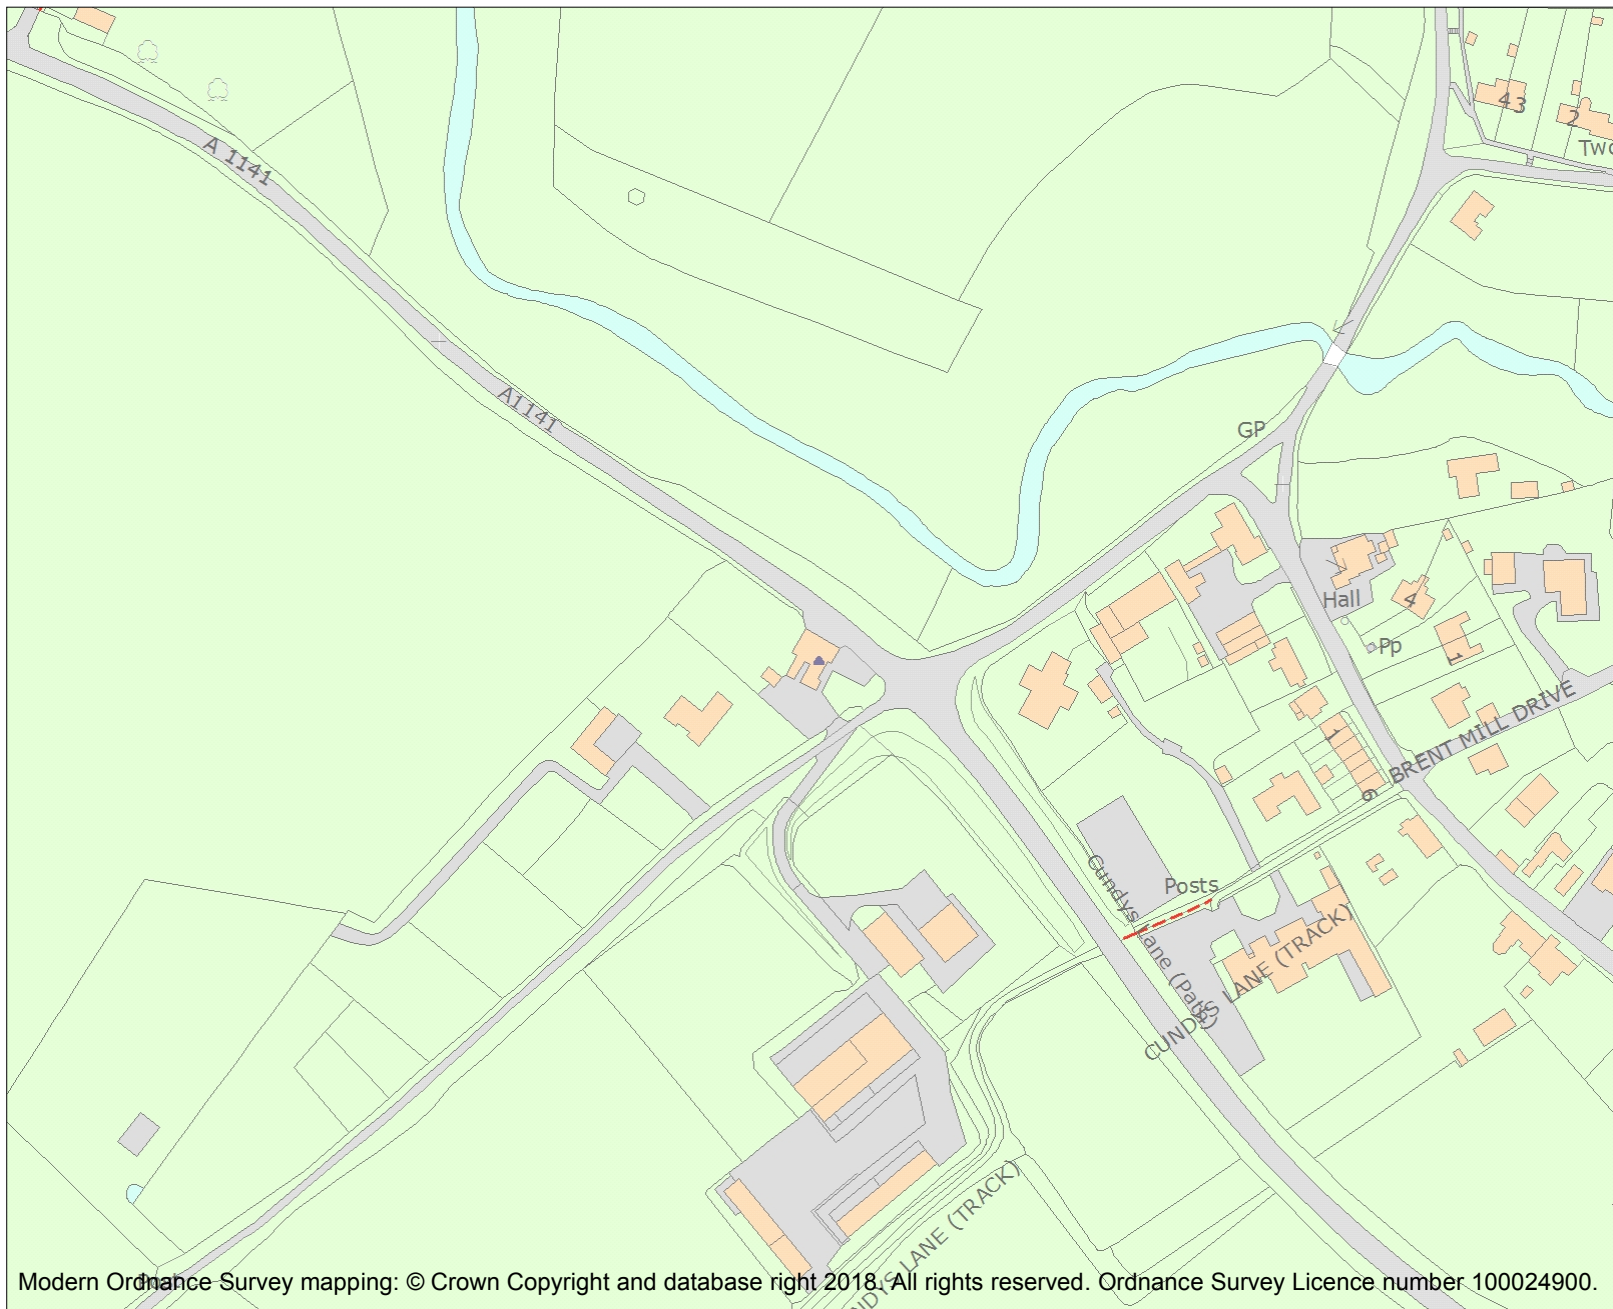 43
2
Two
A 1141
A1141
GP
Hall
4
Pp
1
BRENT MILL DRIVE
1
6
Cundys Lane (Path)
Posts
CUNDYS LANE (TRACK)
NDYS LANE (TRACK)
Modern Ordnance Survey mapping: © Crown Copyright and database right 2018. All rights reserved. Ordnance Survey Licence number 100024900.